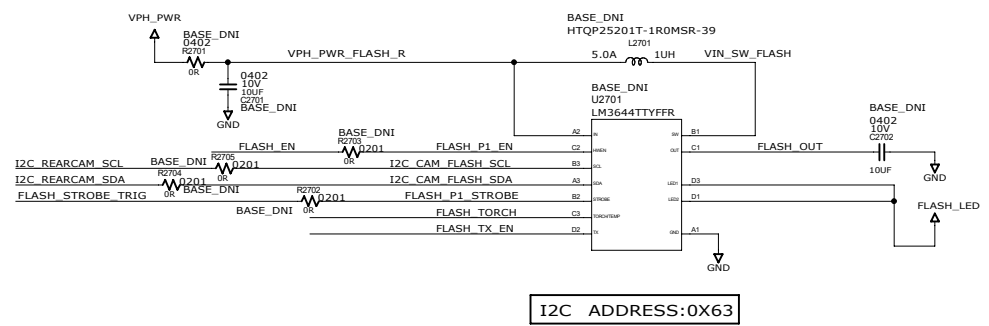 VPH_PWR
BASE_DNI
0402
R2701
0R
VPH_PWR_FLASH_R
0402
10V
10UF
C2701
BASE_DNI
GND
BASE_DNI
HTQP25201T-1R0MSR-39
L2701
5.0A 1UH
VIN_SW_FLASH
BASE_DNI
U2701
LM3644TTYFFR
A2 IN SW B1
C2 HWEN OUT C1
B3 SCL
A3 SDA LED1 D3
B2 STROBE LED2 D1
C3 TORCH/TEMP
D2 TX GND A1
BASE_DNI
FLASH_EN R2703 0201 FLASH_P1_EN
0R
I2C_REARCAM_SCL BASE_DNI R2705 0201 I2C_CAM_FLASH_SCL
0R
I2C_REARCAM_SDA R2704 0201 BASE_DNI I2C_CAM_FLASH_SDA
0R
FLASH_STROBE_TRIG R2702 0201 FLASH_P1_STROBE
BASE_DNI 0R
FLASH_TORCH
FLASH_TX_EN
FLASH_OUT
BASE_DNI
0402
10V
C2702
10UF
GND
FLASH_LED
GND
I2C ADDRESS:0X63